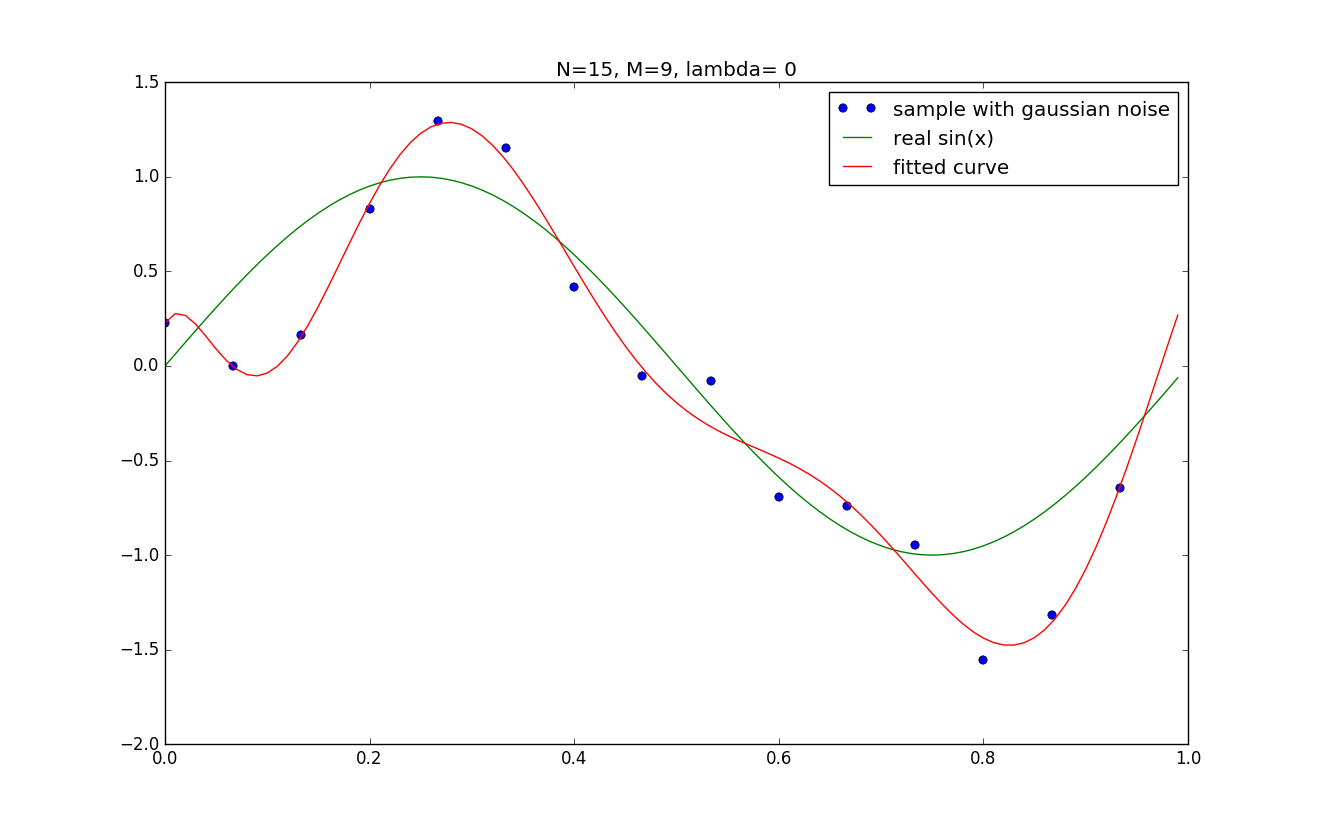 N=15, M=9, lambda= 0
1.5
sample with gaussian noise
real sin(x)
fitted curve
1.0
0.5
0.0
−0.5
−1.0
−1.5
−2.0
0.0 0.2 0.4 0.6 0.8 1.0